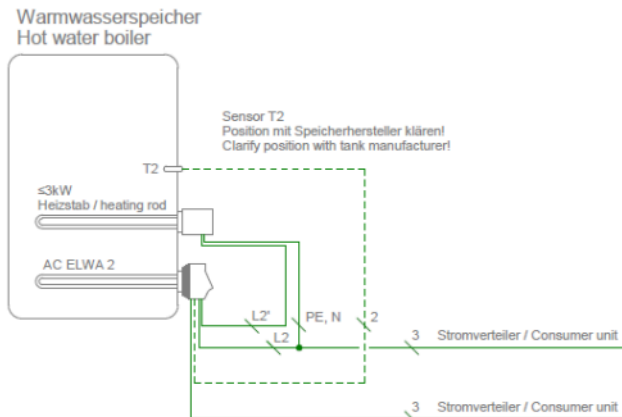 Warmwasserspeicher
Hot water boiler
Sensor T2
Position mit Speicherhersteller klären!
Clarify position with tank manufacturer!
T2
≤3kW
Heizstab / heating rod
AC ELWA 2
L2'
PE, N
2
L2
3 Stromverteiler / Consumer unit
3 Stromverteiler / Consumer unit